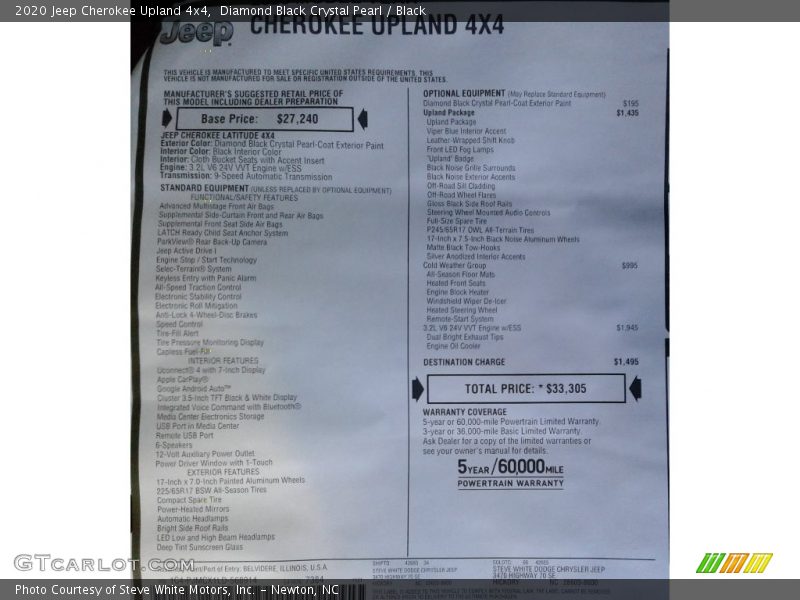 2020 Jeep Cherokee Upland 4x4, Diamond Black Crystal Pearl / Black
Jeep
CHEROKEE UPLAND 4X4
THIS VEHICLE IS MANUFACTURED TO MEET SPECIFIC UNITED STATES REQUIREMENTS. THIS
VEHICLE IS NOT MANUFACTURED FOR SALE OR REGISTRATION OUTSIDE OF THE UNITED STATES.
MANUFACTURER'S SUGGESTED RETAIL PRICE OF
THIS MODEL INCLUDING DEALER PREPARATION
Base Price: $27,240
JEEP CHEROKEE LATITUDE 4X4
Exterior Color: Diamond Black Crystal Pearl-Coat Exterior Paint
Interior Color: Black Interior Color
Interior: Cloth Bucket Seats with Accent Insert
Engine: 3.2L V6 24V VVT Engine w/ESS
Transmission: 9-Speed Automatic Transmission
STANDARD EQUIPMENT (UNLESS REPLACED BY OPTIONAL EQUIPMENT)
FUNCTIONAL/SAFETY FEATURES
Advanced Multistage Front Air Bags
Supplemental Side-Curtain Front and Rear Air Bags
Supplemental Front Seat Side Air Bags
LATCH Ready Child Seat Anchor System
ParkView® Rear Back-Up Camera
Jeep Active Drive I
Engine Stop / Start Technology
Selec-Terrain® System
Keyless Entry with Panic Alarm
All-Speed Traction Control
Electronic Stability Control
Electronic Roll Mitigation
Anti-Lock 4-Wheel-Disc Brakes
Speed Control
Tire-Fill Alert
Tire Pressure Monitoring Display
Capless Fuel-Fill
INTERIOR FEATURES
Uconnect® 4 with 7-Inch Display
Apple CarPlay®
Google Android Auto™
Cluster 3.5-Inch TFT Black & White Display
Integrated Voice Command with Bluetooth®
Media Center Electronics Storage
USB Port in Media Center
Remote USB Port
6-Speakers
12-Volt Auxiliary Power Outlet
Power Driver Window with 1-Touch
EXTERIOR FEATURES
17-Inch x 7.0-Inch Painted Aluminum Wheels
225/65R17 BSW All-Season Tires
Compact Spare Tire
Power-Heated Mirrors
Automatic Headlamps
Bright Side Roof Rails
LED Low and High Beam Headlamps
Deep Tint Sunscreen Glass
OPTIONAL EQUIPMENT (May Replace Standard Equipment)
Diamond Black Crystal Pearl-Coat Exterior Paint $195
Upland Package $1,435
Upland Package
Viper Blue Interior Accent
Leather-Wrapped Shift Knob
Front LED Fog Lamps
'Upland' Badge
Black Noise Grille Surrounds
Black Noise Exterior Accents
Off-Road Sill Cladding
Off-Road Wheel Flares
Gloss Black Side Roof Rails
Steering Wheel Mounted Audio Controls
Full-Size Spare Tire
P245/65R17 OWL All-Terrain Tires
17-Inch x 7.5-Inch Black Noise Aluminum Wheels
Matte Black Tow-Hooks
Silver Anodized Interior Accents
Cold Weather Group $995
All-Season Floor Mats
Heated Front Seats
Engine Block Heater
Windshield Wiper De-Icer
Heated Steering Wheel
Remote-Start System
3.2L V6 24V VVT Engine w/ESS $1,945
Dual Bright Exhaust Tips
Engine Oil Cooler
DESTINATION CHARGE $1,495
TOTAL PRICE: * $33,305
WARRANTY COVERAGE
5-year or 60,000-mile Powertrain Limited Warranty.
3-year or 36,000-mile Basic Limited Warranty.
Ask Dealer for a copy of the limited warranties or
see your owner's manual for details.
5YEAR/60,000MILE
POWERTRAIN WARRANTY
Point/Port of Entry: BELVIDERE, ILLINOIS, U.S.A.
STEVE WHITE DODGE CHRYSLER JEEP
3470 HIGHWAY 70 SE
STEVE WHITE DODGE CHRYSLER JEEP
3470 HIGHWAY 70 SE
GTcarlot.com
Photo Courtesy of Steve White Motors, Inc. – Newton, NC